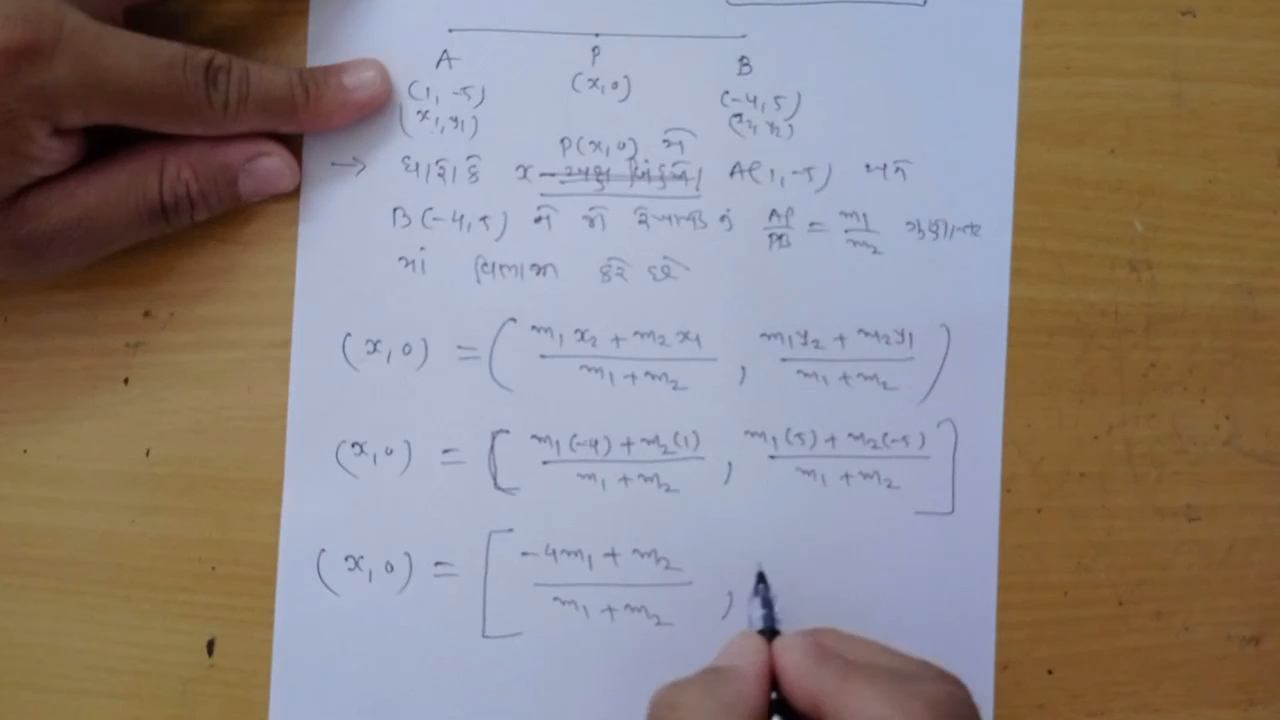 A P B
(1, -5) (x, 0) (-4, 5)
(x₁, y₁) (x₂, y₂)
P(x, 0) એ
→ ધારો કે x A(1, -5) અને
B(-4, 5) ને જો રેખાખંડ નું AP/PB = m₁/m₂ ગુણોત્તર
માં વિભાજન કરે છે
(x, 0) = ( (m₁x₂ + m₂x₁)/(m₁ + m₂) , (m₁y₂ + m₂y₁)/(m₁ + m₂) )
(x, 0) = [ (m₁(-4) + m₂(1))/(m₁ + m₂) , (m₁(5) + m₂(-5))/(m₁ + m₂) ]
(x, 0) = [ (-4m₁ + m₂)/(m₁ + m₂) ,